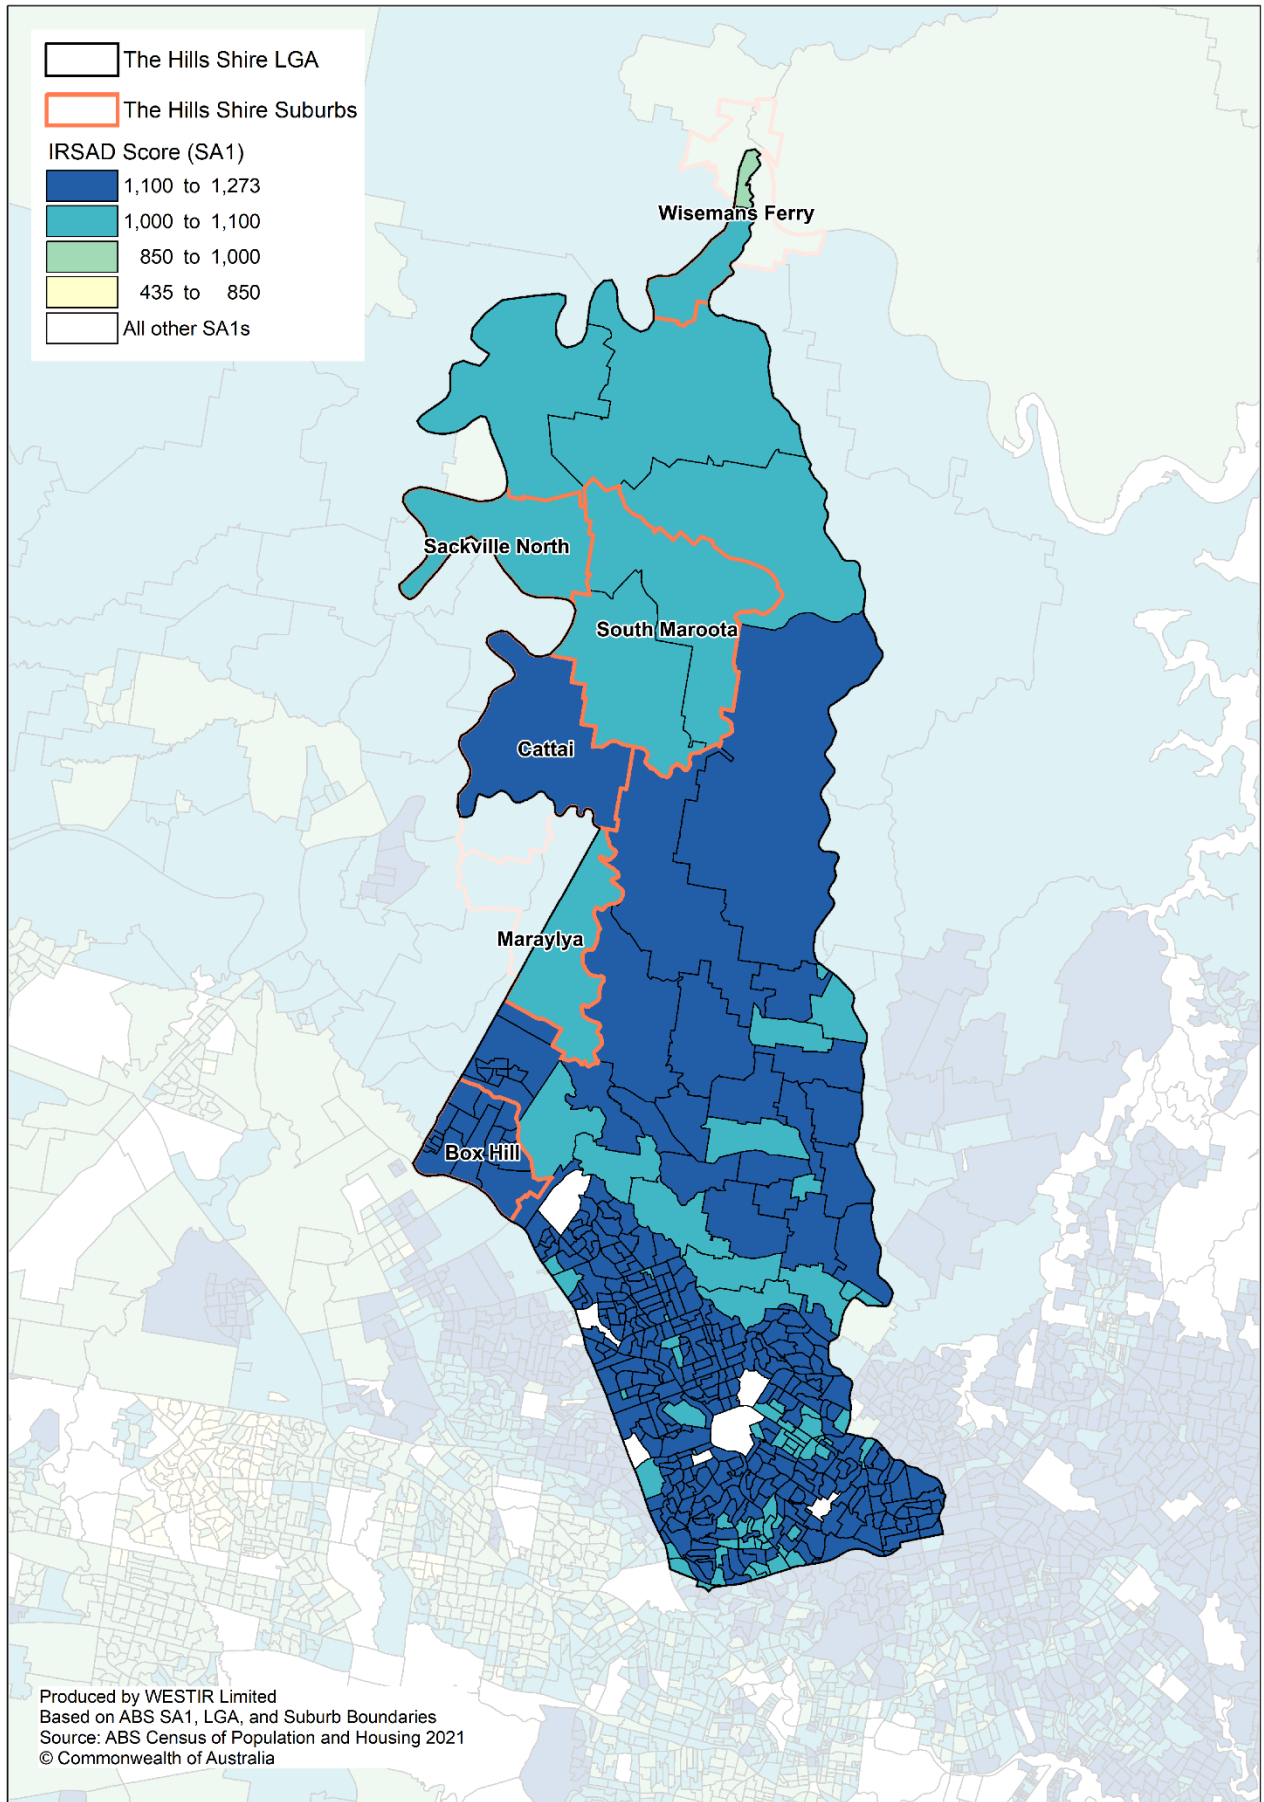 The Hills Shire LGA
The Hills Shire Suburbs
IRSAD Score (SA1)
1,100 to 1,273
1,000 to 1,100
850 to 1,000
435 to 850
All other SA1s
Wisemans Ferry
Sackville North
South Maroota
Cattai
Maraylya
Box Hill
Produced by WESTIR Limited
Based on ABS SA1, LGA, and Suburb Boundaries
Source: ABS Census of Population and Housing 2021
© Commonwealth of Australia